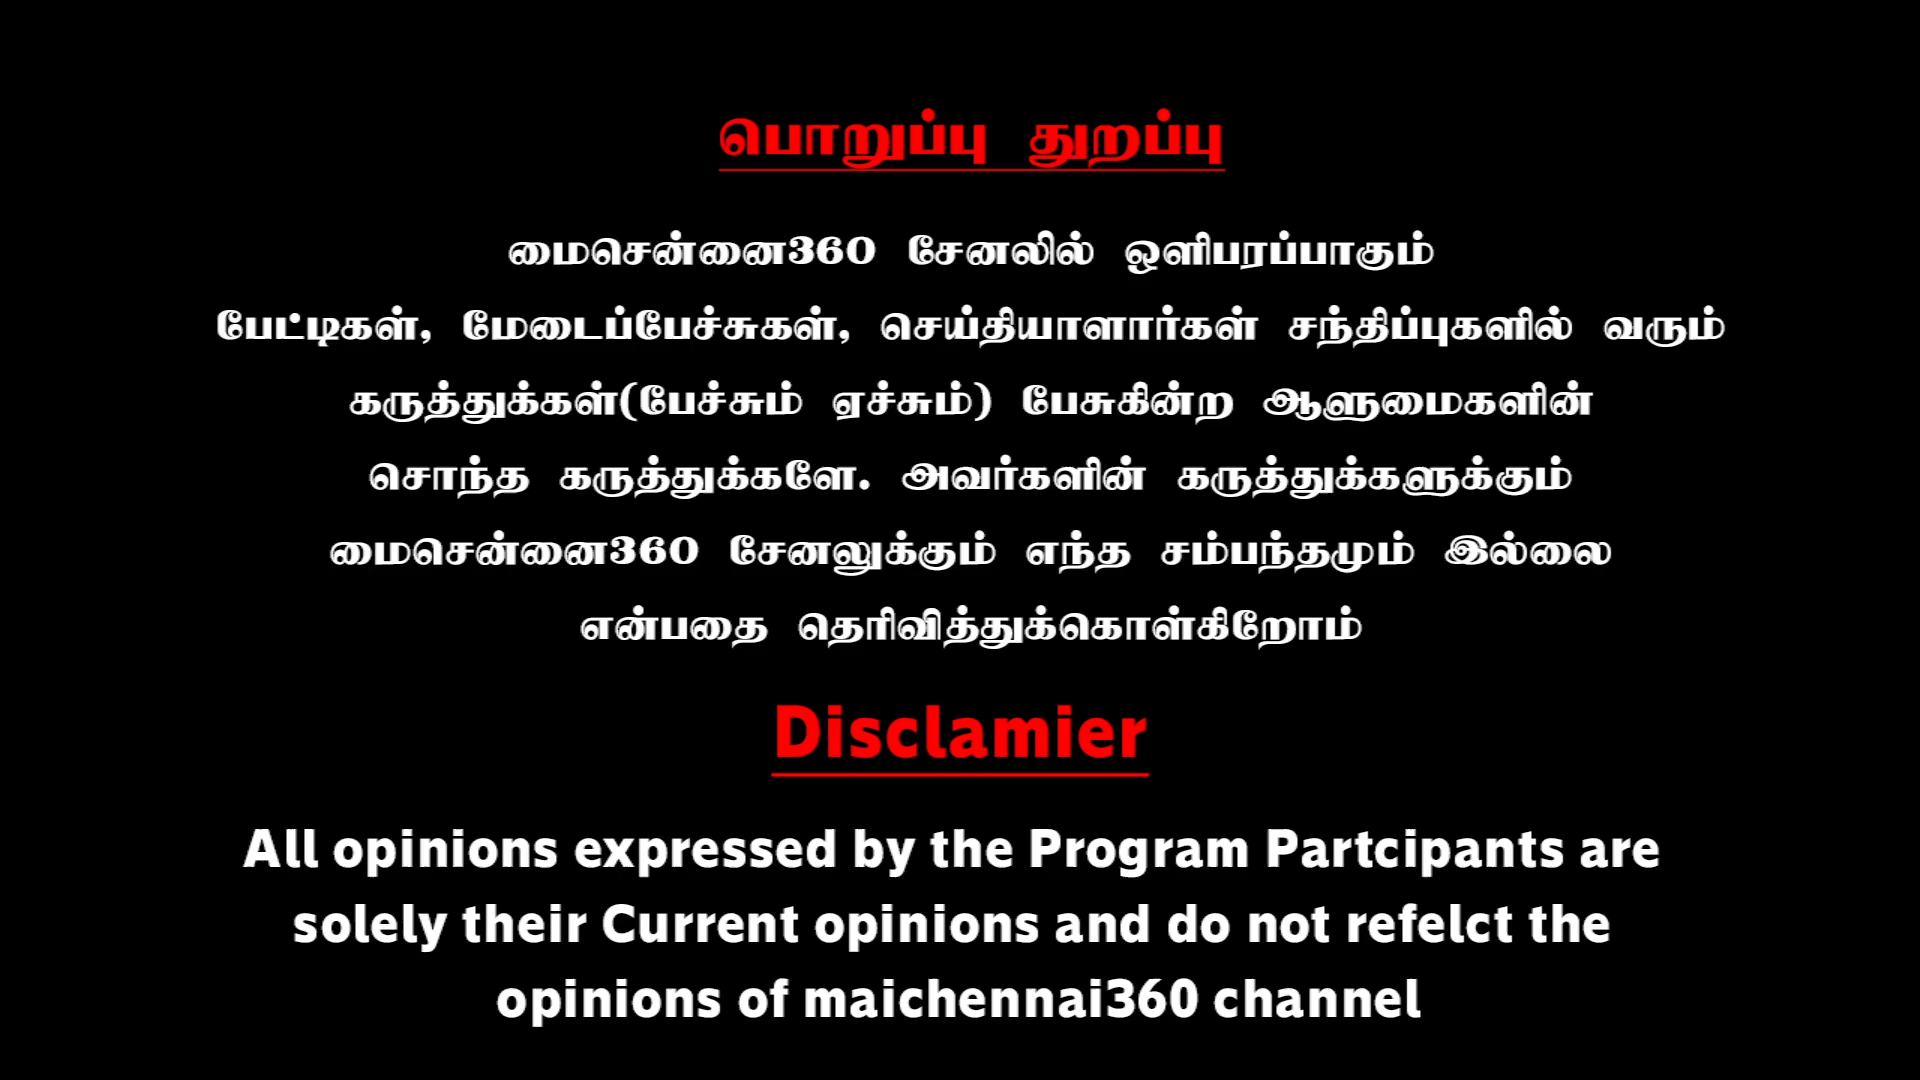 பொறுப்பு துறப்பு
மைசென்னை360 சேனலில் ஒளிபரப்பாகும்
பேட்டிகள், மேடைப்பேச்சுகள், செய்தியாளார்கள் சந்திப்புகளில் வரும்
கருத்துக்கள்(பேச்சும் ஏச்சும்) பேசுகின்ற ஆளுமைகளின்
சொந்த கருத்துக்களே. அவர்களின் கருத்துக்களுக்கும்
மைசென்னை360 சேனலுக்கும் எந்த சம்பந்தமும் இல்லை
என்பதை தெரிவித்துக்கொள்கிறோம்
Disclamier
All opinions expressed by the Program Partcipants are
solely their Current opinions and do not refelct the
opinions of maichennai360 channel